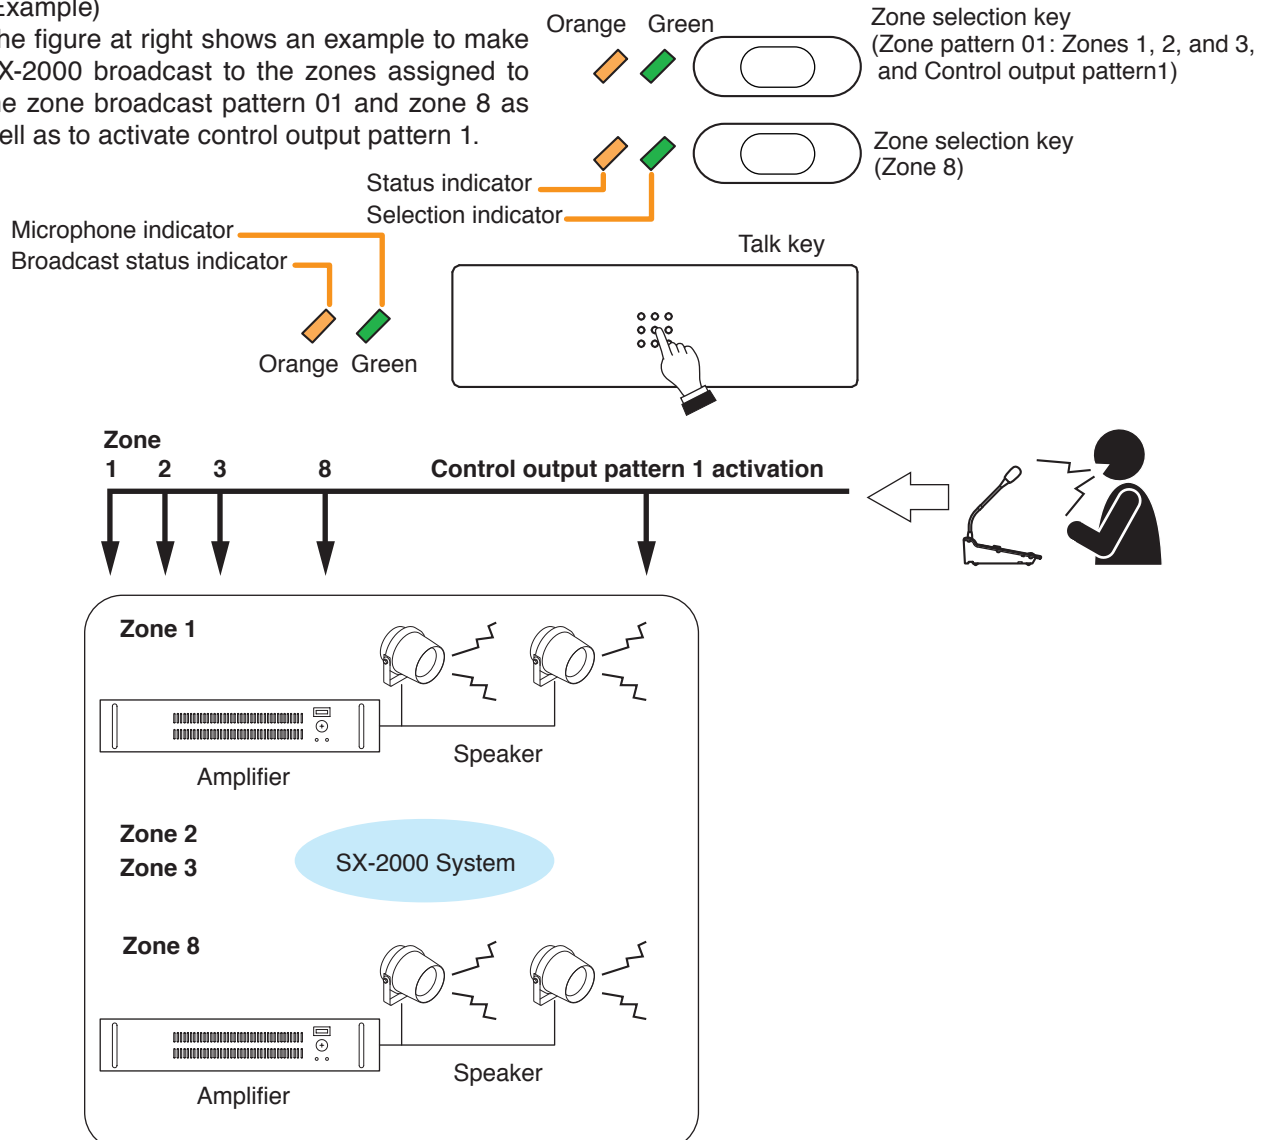 Example)
he figure at right shows an example to make
X-2000 broadcast to the zones assigned to
e zone broadcast pattern 01 and zone 8 as
ell as to activate control output pattern 1.
Orange Green
Zone selection key
(Zone pattern 01: Zones 1, 2, and 3,
and Control output pattern1)
Zone selection key
(Zone 8)
Status indicator
Selection indicator
Microphone indicator
Broadcast status indicator
Talk key
Orange Green
Zone
1 2 3 8 Control output pattern 1 activation
Zone 1
Speaker
Amplifier
Zone 2
Zone 3
SX-2000 System
Zone 8
Speaker
Amplifier